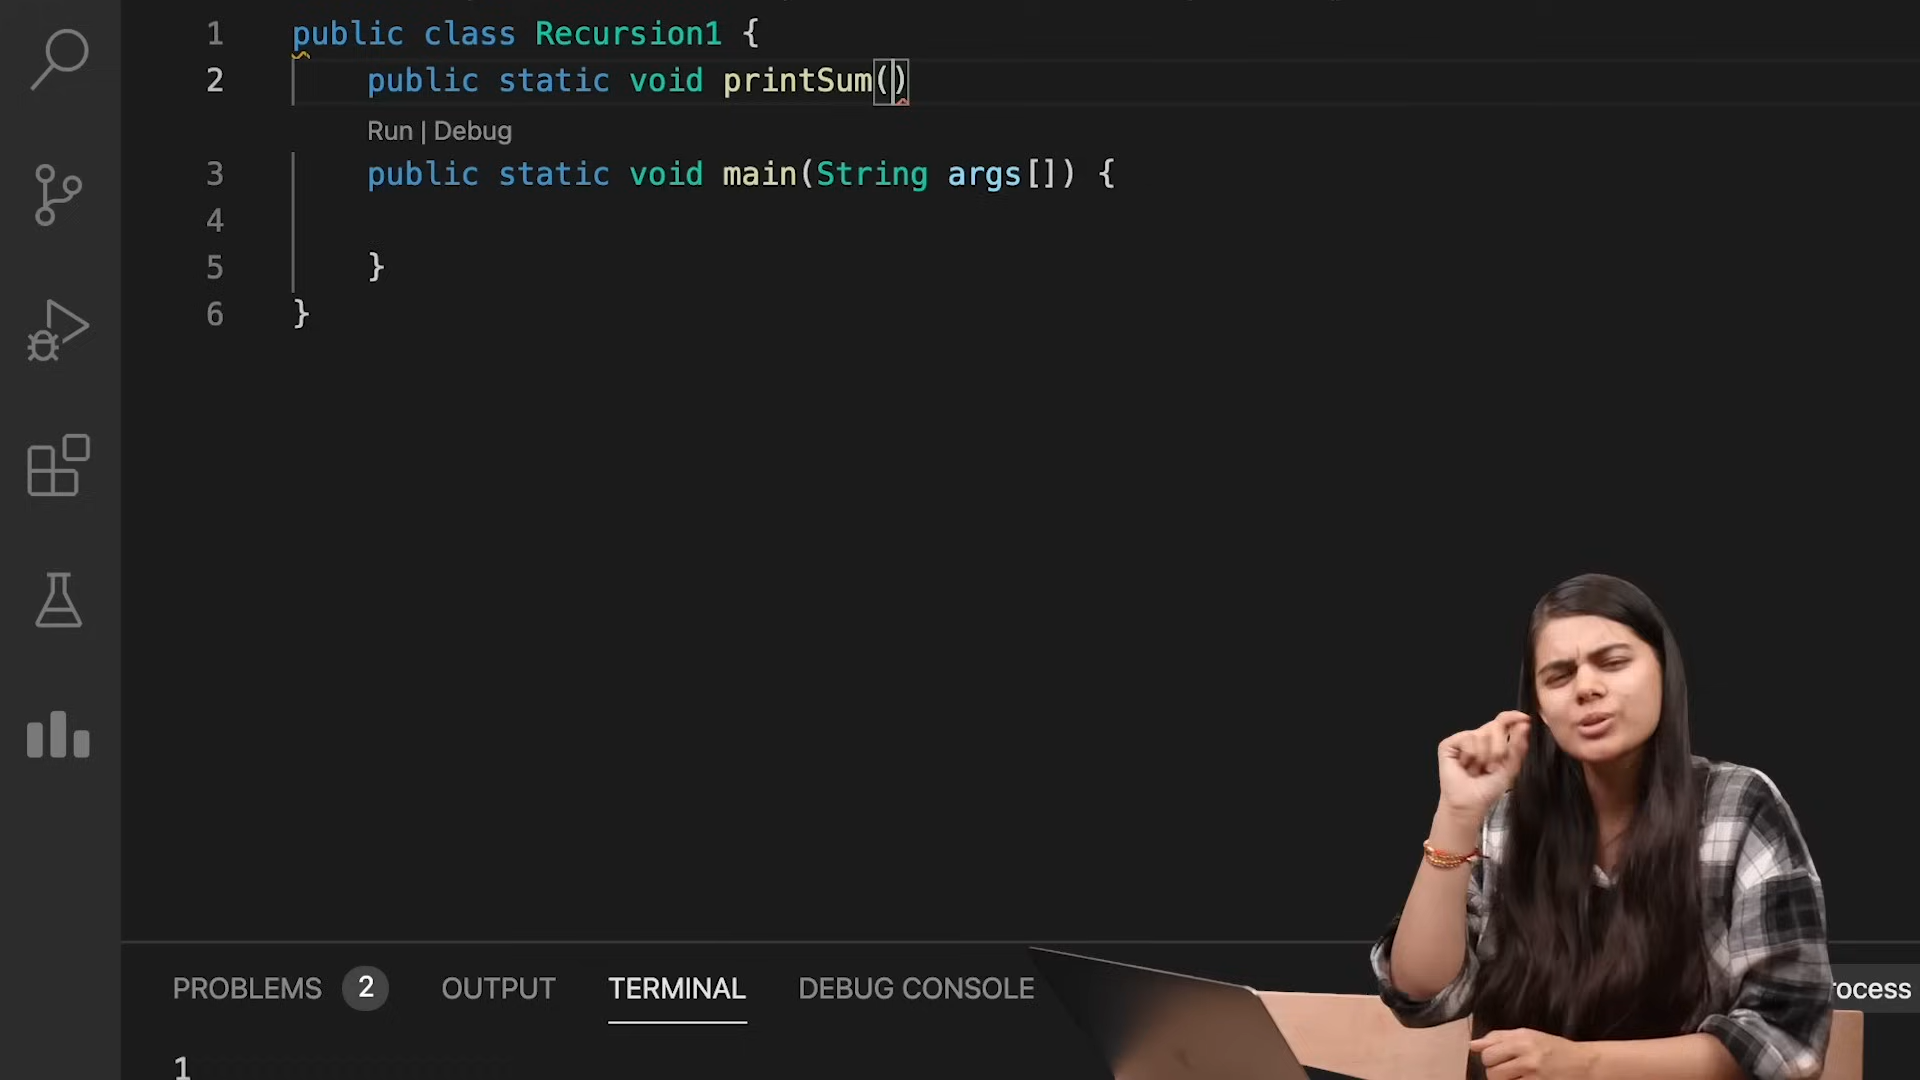 1 public class Recursion1 {
2 public static void printSum()
Run | Debug
3 public static void main(String args[]) {
4
5 }
6 }
PROBLEMS 2 OUTPUT TERMINAL DEBUG CONSOLE rocess
1